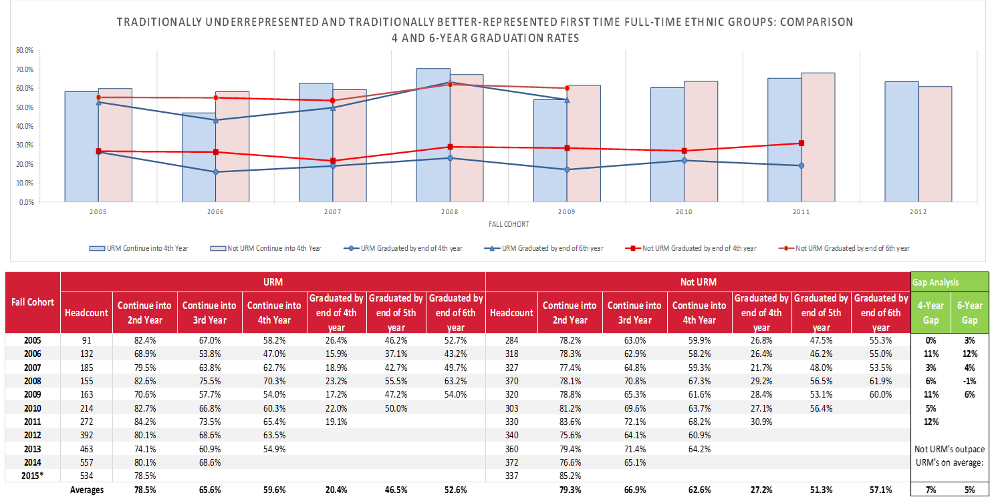 TRADITIONALLY UNDERREPRESENTED AND TRADITIONALLY BETTER-REPRESENTED FIRST TIME FULL-TIME ETHNIC GROUPS: COMPARISON
4 AND 6-YEAR GRADUATION RATES
80.0%
70.0%
60.0%
50.0%
40.0%
30.0%
20.0%
10.0%
0.0%
2005 2006 2007 2008 2009 2010 2011 2012
FALL COHORT
URM Continue into 4th Year Not URM Continue into 4th Year URM Graduated by end of 4th year URM Graduated by end of 6th year Not URM Graduated by end of 4th year Not URM Graduated by end of 6th year
URM Not URM Gap Analysis
Fall Cohort Headcount Continue into 2nd Year Continue into 3rd Year Continue into 4th Year Graduated by end of 4th year Graduated by end of 5th year Graduated by end of 6th year Headcount Continue into 2nd Year Continue into 3rd Year Continue into 4th Year Graduated by end of 4th year Graduated by end of 5th year Graduated by end of 6th year 4-Year Gap 6-Year Gap
2005 91 82.4% 67.0% 58.2% 26.4% 46.2% 52.7% 284 78.2% 63.0% 59.9% 26.8% 47.5% 55.3% 0% 3%
2006 132 68.9% 53.8% 47.0% 15.9% 37.1% 43.2% 318 78.3% 62.9% 58.2% 26.4% 46.2% 55.0% 11% 12%
2007 185 79.5% 63.8% 62.7% 18.9% 42.7% 49.7% 327 77.4% 64.8% 59.3% 21.7% 48.0% 53.5% 3% 4%
2008 155 82.6% 75.5% 70.3% 23.2% 55.5% 63.2% 370 78.1% 70.8% 67.3% 29.2% 56.5% 61.9% 6% -1%
2009 163 70.6% 57.7% 54.0% 17.2% 47.2% 54.0% 320 78.8% 65.3% 61.6% 28.4% 53.1% 60.0% 11% 6%
2010 214 82.7% 66.8% 60.3% 22.0% 50.0% 303 81.2% 69.6% 63.7% 27.1% 56.4% 5%
2011 272 84.2% 73.5% 65.4% 19.1% 330 83.6% 72.1% 68.2% 30.9% 12%
2012 392 80.1% 68.6% 63.5% 340 75.6% 64.1% 60.9%
2013 463 74.1% 60.9% 54.9% 360 79.4% 71.4% 64.2% Not URM's outpace
2014 557 80.1% 68.6% 372 76.6% 65.1% URM's on average:
2015* 534 78.5% 337 85.2%
Averages 78.5% 65.6% 59.6% 20.4% 46.5% 52.6% 79.3% 66.9% 62.6% 27.2% 51.3% 57.1% 7% 5%